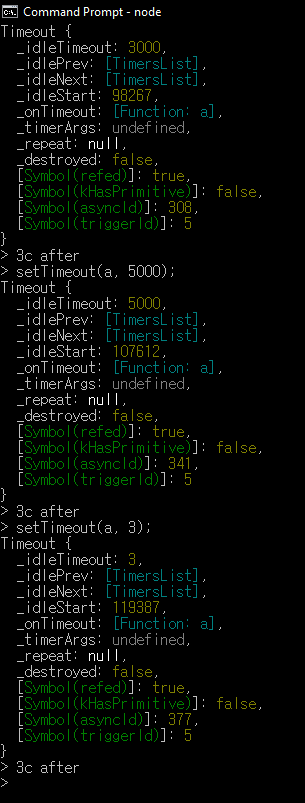 Command Prompt - node
Timeout {
  _idleTimeout: 3000,
  _idlePrev: [TimersList],
  _idleNext: [TimersList],
  _idleStart: 98267,
  _onTimeout: [Function: a],
  _timerArgs: undefined,
  _repeat: null,
  _destroyed: false,
  [Symbol(refed)]: true,
  [Symbol(kHasPrimitive)]: false,
  [Symbol(asyncId)]: 308,
  [Symbol(triggerId)]: 5
}
> 3c after
> setTimeout(a, 5000);
Timeout {
  _idleTimeout: 5000,
  _idlePrev: [TimersList],
  _idleNext: [TimersList],
  _idleStart: 107612,
  _onTimeout: [Function: a],
  _timerArgs: undefined,
  _repeat: null,
  _destroyed: false,
  [Symbol(refed)]: true,
  [Symbol(kHasPrimitive)]: false,
  [Symbol(asyncId)]: 341,
  [Symbol(triggerId)]: 5
}
> 3c after
> setTimeout(a, 3);
Timeout {
  _idleTimeout: 3,
  _idlePrev: [TimersList],
  _idleNext: [TimersList],
  _idleStart: 119387,
  _onTimeout: [Function: a],
  _timerArgs: undefined,
  _repeat: null,
  _destroyed: false,
  [Symbol(refed)]: true,
  [Symbol(kHasPrimitive)]: false,
  [Symbol(asyncId)]: 377,
  [Symbol(triggerId)]: 5
}
> 3c after
>